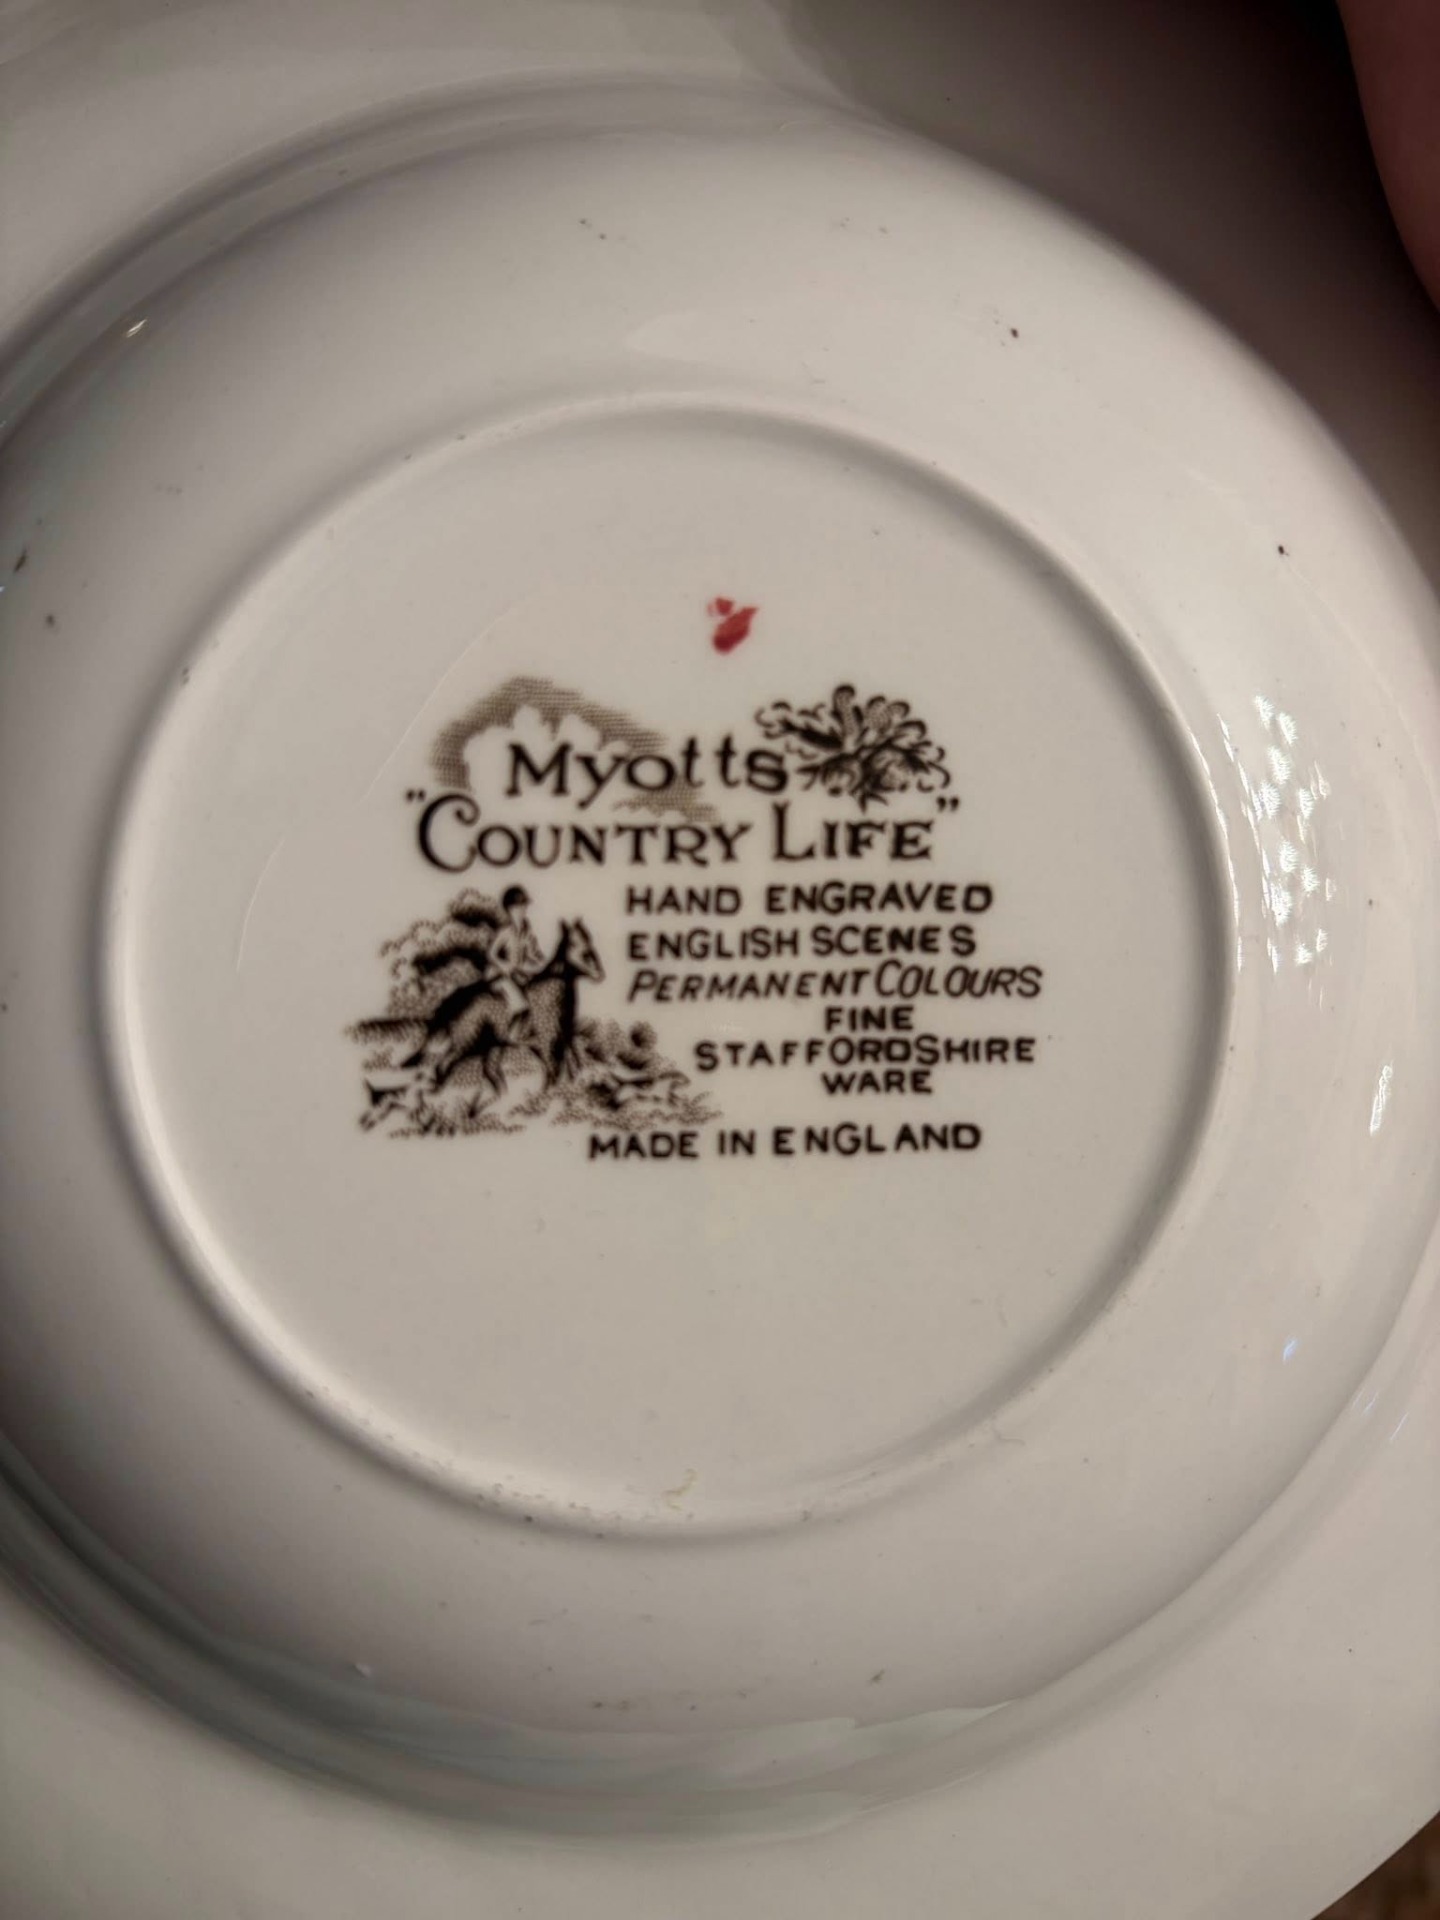 Myotts
"COUNTRY LIFE"
HAND ENGRAVED
ENGLISH SCENES
PERMANENT COLOURS
FINE
STAFFORDSHIRE
WARE
MADE IN ENGLAND